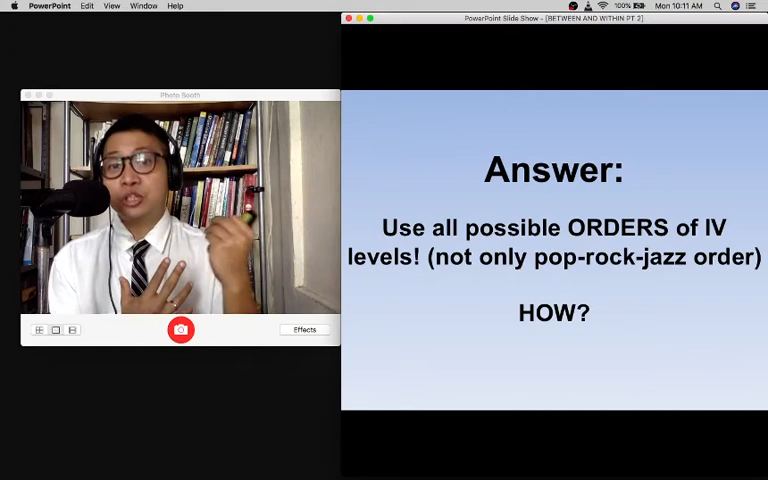 PowerPoint Edit View Window Help
100% Mon 10:11 AM
PowerPoint Slide Show - [BETWEEN AND WITHIN PT 2]
Photo Booth
Answer:
Use all possible ORDERS of IV
levels! (not only pop-rock-jazz order)
HOW?
Effects